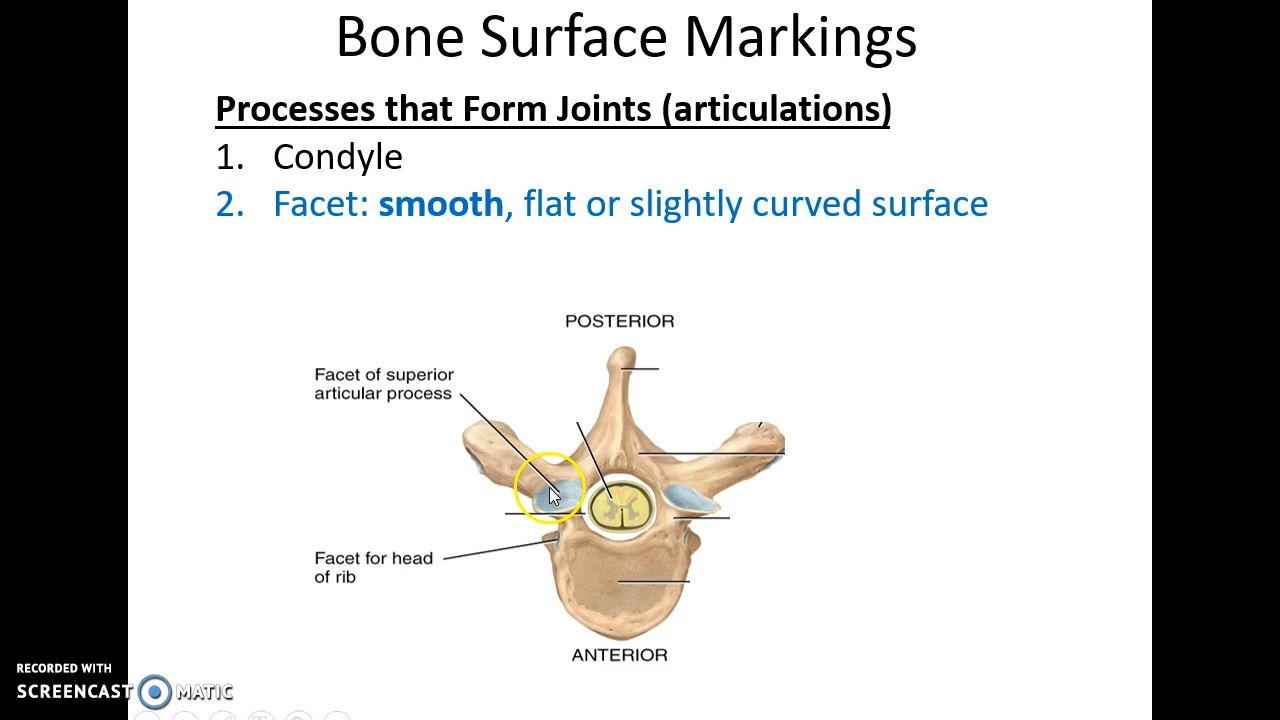 Bone Surface Markings
Processes that Form Joints (articulations)
1. Condyle
2. Facet: smooth, flat or slightly curved surface
POSTERIOR
Facet of superior
articular process
Facet for head
of rib
ANTERIOR
RECORDED WITH
SCREENCAST MATIC